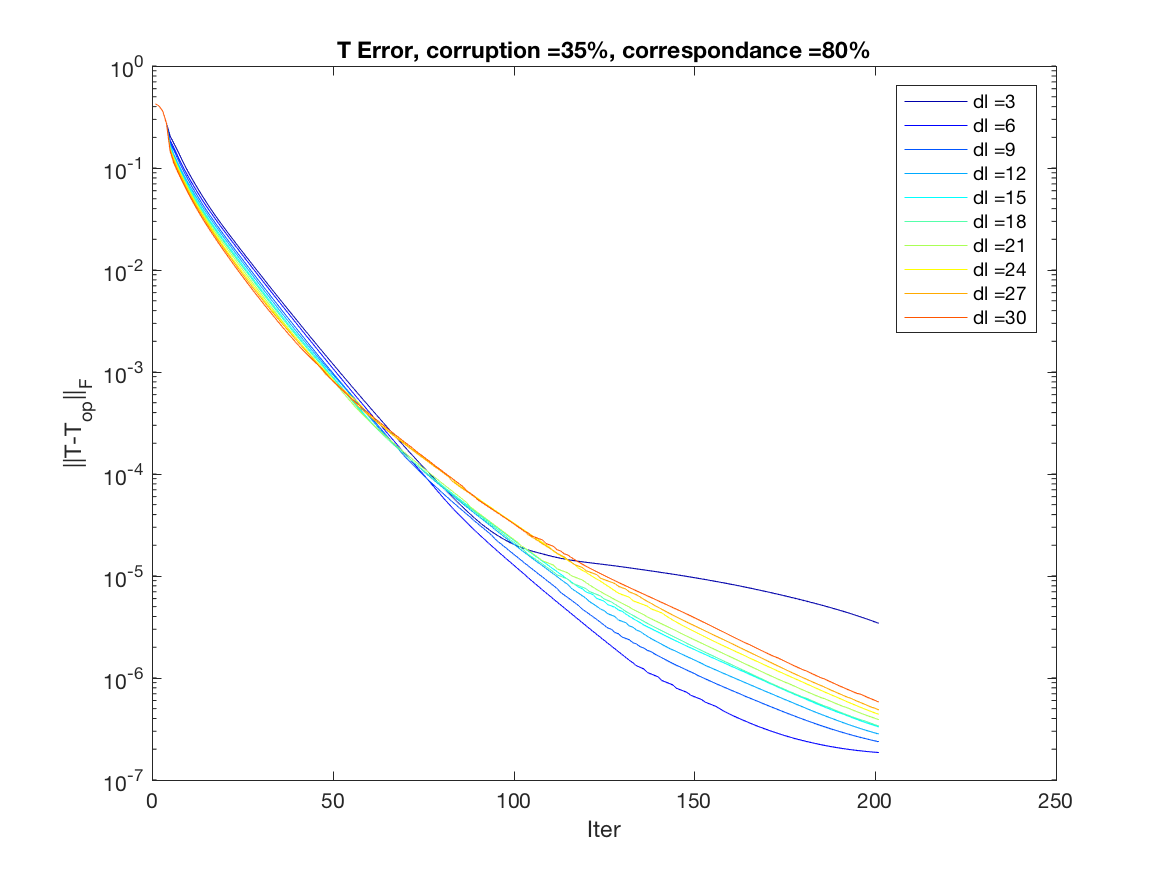 T Error, corruption =35%, correspondance =80%
10^0
10^-1
10^-2
10^-3
10^-4
10^-5
10^-6
10^-7
||T-T_op||_F
0 50 100 150 200 250
Iter
dl =3
dl =6
dl =9
dl =12
dl =15
dl =18
dl =21
dl =24
dl =27
dl =30